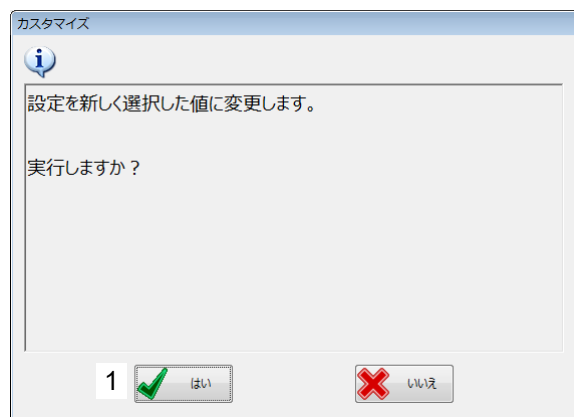 カスタマイズ
設定を新しく選択した値に変更します。
実行しますか？
1 はい いいえ